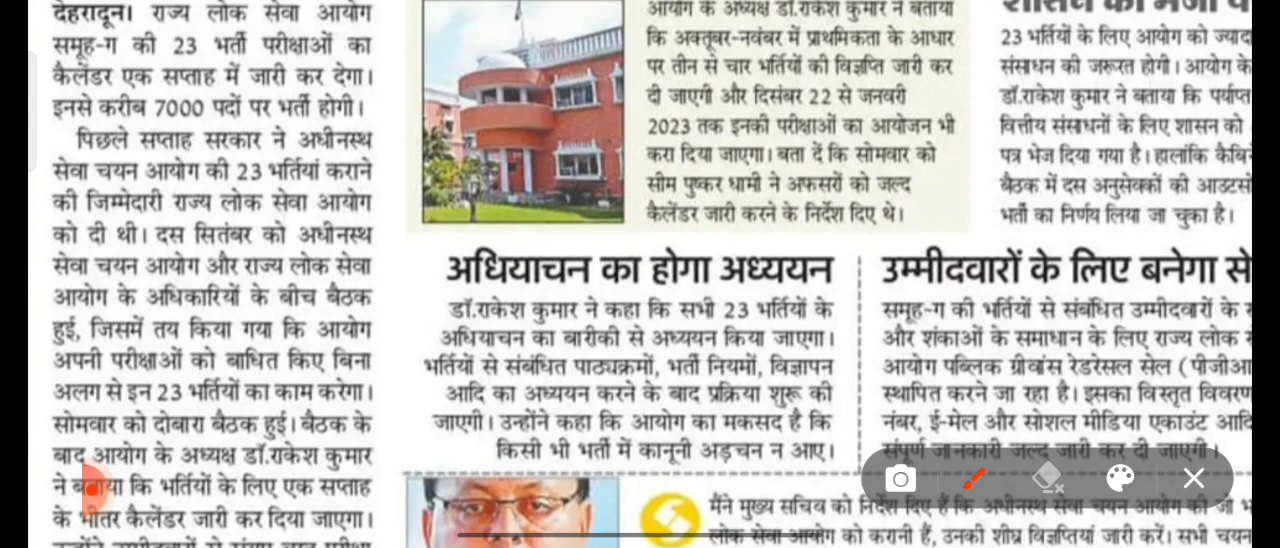 देहरादून। राज्य लोक सेवा आयोग
समूह-ग की 23 भर्ती परीक्षाओं का
कैलेंडर एक सप्ताह में जारी कर देगा।
इनसे करीब 7000 पदों पर भर्ती होगी।
पिछले सप्ताह सरकार ने अधीनस्थ
सेवा चयन आयोग की 23 भर्तियां कराने
की जिम्मेदारी राज्य लोक सेवा आयोग
को दी थी। दस सितंबर को अधीनस्थ
सेवा चयन आयोग और राज्य लोक सेवा
आयोग के अधिकारियों के बीच बैठक
हुई, जिसमें तय किया गया कि आयोग
अपनी परीक्षाओं को बाधित किए बिना
अलग से इन 23 भर्तियों का काम करेगा।
सोमवार को दोबारा बैठक हुई। बैठक के
बाद आयोग के अध्यक्ष डॉ.राकेश कुमार
ने बताया कि भर्तियों के लिए एक सप्ताह
के भीतर कैलेंडर जारी कर दिया जाएगा।
आयोग के अध्यक्ष डॉ.राकेश कुमार ने बताया
कि अक्तूबर-नवंबर में प्राथमिकता के आधार
पर तीन से चार भर्तियों की विज्ञप्ति जारी कर
दी जाएगी और दिसंबर 22 से जनवरी
2023 तक इनकी परीक्षाओं का आयोजन भी
करा दिया जाएगा। बता दें कि सोमवार को
सीम पुष्कर धामी ने अफसरों को जल्द
कैलेंडर जारी करने के निर्देश दिए थे।
23 भर्तियों के लिए आयोग को ज्याद
संसाधन की जरूरत होगी। आयोग के
डॉ.राकेश कुमार ने बताया कि पर्याप्त
वित्तीय संसाधनों के लिए शासन को
पत्र भेज दिया गया है। हालांकि कैबि
बैठक में दस अनुसेवकों की आउटसो
भर्ती का निर्णय लिया जा चुका है।
अधियाचन का होगा अध्ययन
डॉ.राकेश कुमार ने कहा कि सभी 23 भर्तियों के
अधियाचन का बारीकी से अध्ययन किया जाएगा।
भर्तियों से संबंधित पाठ्यक्रमों, भर्ती नियमों, विज्ञापन
आदि का अध्ययन करने के बाद प्रक्रिया शुरू की
जाएगी। उन्होंने कहा कि आयोग का मकसद है कि
किसी भी भर्ती में कानूनी अड़चन न आए।
उम्मीदवारों के लिए बनेगा से
समूह-ग की भर्तियों से संबंधित उम्मीदवारों के
और शंकाओं के समाधान के लिए राज्य लोक
आयोग पब्लिक ग्रीवांस रेडरेसल सेल (पीजीआ
स्थापित करने जा रहा है। इसका विस्तृत विवरण
नंबर, ई-मेल और सोशल मीडिया एकाउंट आदि
संपूर्ण जानकारी जल्द जारी कर दी जाएगी।
मैंने मुख्य सचिव को निर्देश दिए हैं कि अधीनस्थ सेवा चयन आयोग की जो भ
लोक सेवा आयोग को करानी हैं, उनकी शीघ्र विज्ञप्तियां जारी करें। सभी चयन